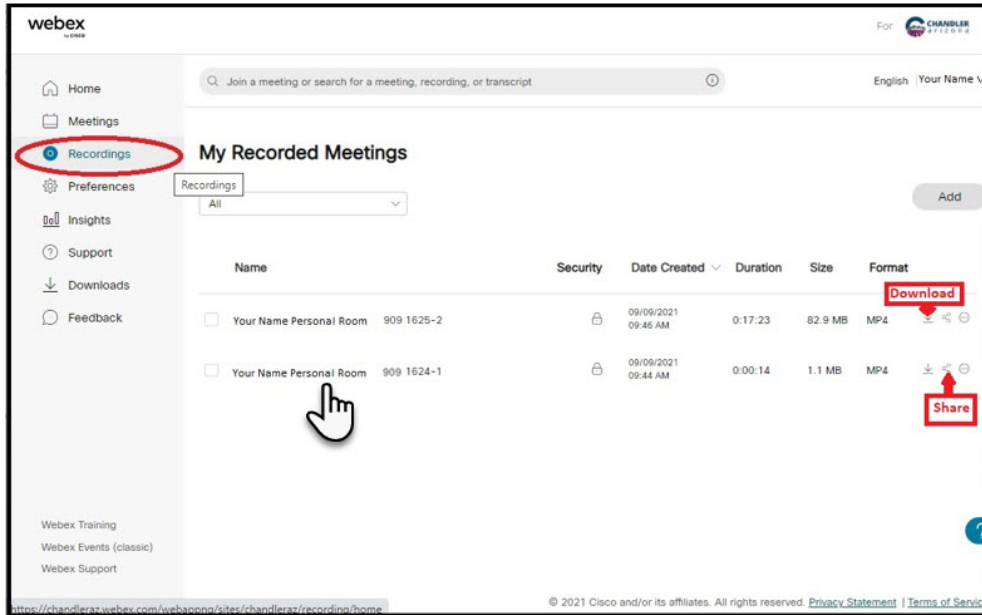 webex
by CISCO
For CHANDLER
arizona
Home
Join a meeting or search for a meeting, recording, or transcript
English Your Name
Meetings
Recordings
My Recorded Meetings
Preferences
Recordings
All
Add
Insights
Support
Downloads
Feedback
Name Security Date Created Duration Size Format
Download
Your Name Personal Room 909 1625-2 09/09/2021 09:46 AM 0:17:23 82.9 MB MP4
Your Name Personal Room 909 1624-1 09/09/2021 09:44 AM 0:00:14 1.1 MB MP4
Share
Webex Training
Webex Events (classic)
Webex Support
https://chandleraz.webex.com/webappng/sites/chandleraz/recording/home
© 2021 Cisco and/or its affiliates. All rights reserved. Privacy Statement | Terms of Servic